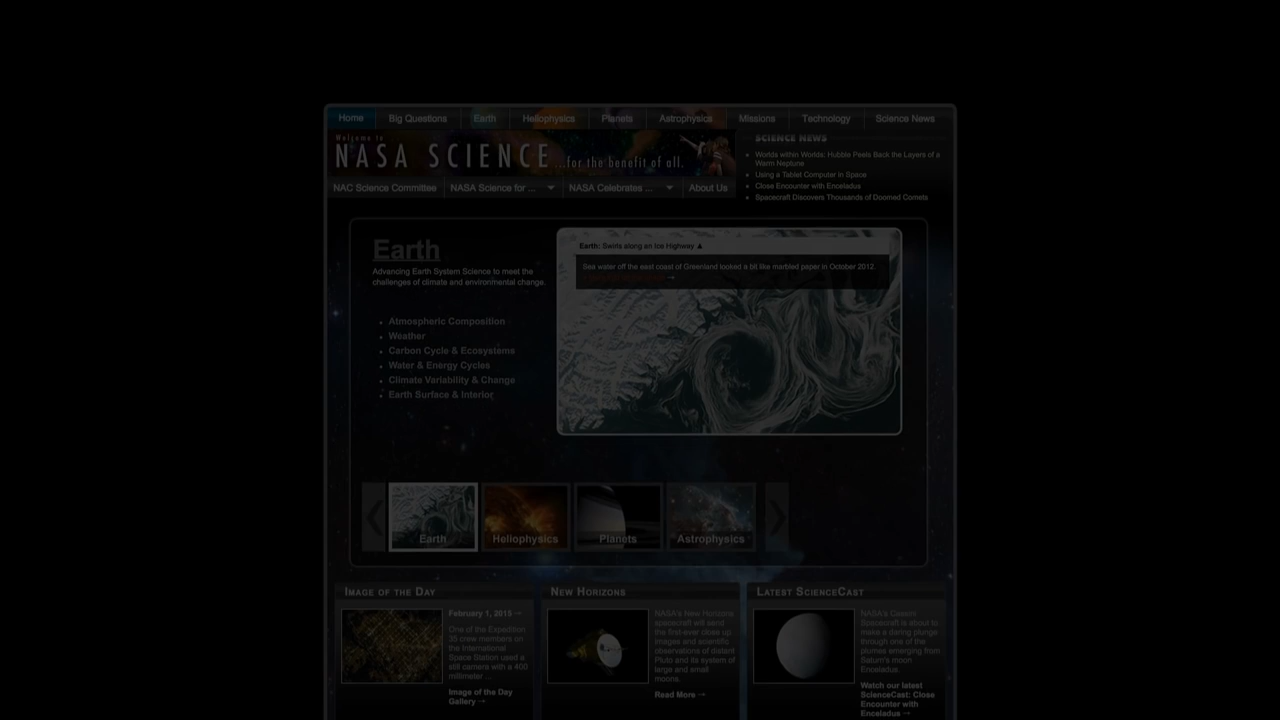 Home Big Questions Earth Heliophysics Planets Astrophysics Missions Technology Science News
Welcome to
NASA SCIENCE ...for the benefit of all.
NAC Science Committee NASA Science for ... NASA Celebrates ... About Us
SCIENCE NEWS
Worlds within Worlds: Hubble Peels Back the Layers of a
Warm Neptune
Using a Tablet Computer in Space
Close Encounter with Enceladus
Spacecraft Discovers Thousands of Doomed Comets
Earth
Advancing Earth System Science to meet the
challenges of climate and environmental change.
Atmospheric Composition
Weather
Carbon Cycle & Ecosystems
Water & Energy Cycles
Climate Variability & Change
Earth Surface & Interior
Earth: Swirls along an Ice Highway ▲
Sea water off the east coast of Greenland looked a bit like marbled paper in October 2012.
Earth
Heliophysics
Planets
Astrophysics
IMAGE OF THE DAY
February 1, 2015 →
One of the Expedition
35 crew members on
the International
Space Station used a
still camera with a 400
millimeter ...
Image of the Day
Gallery →
NEW HORIZONS
NASA's New Horizons
spacecraft will send
the first-ever close up
images and scientific
observations of distant
Pluto and its system of
large and small
moons.
Read More →
LATEST SCIENCECAST
NASA's Cassini
Spacecraft is about to
make a daring plunge
through one of the
plumes emerging from
Saturn's moon
Enceladus.
Watch our latest
ScienceCast: Close
Encounter with
Enceladus →